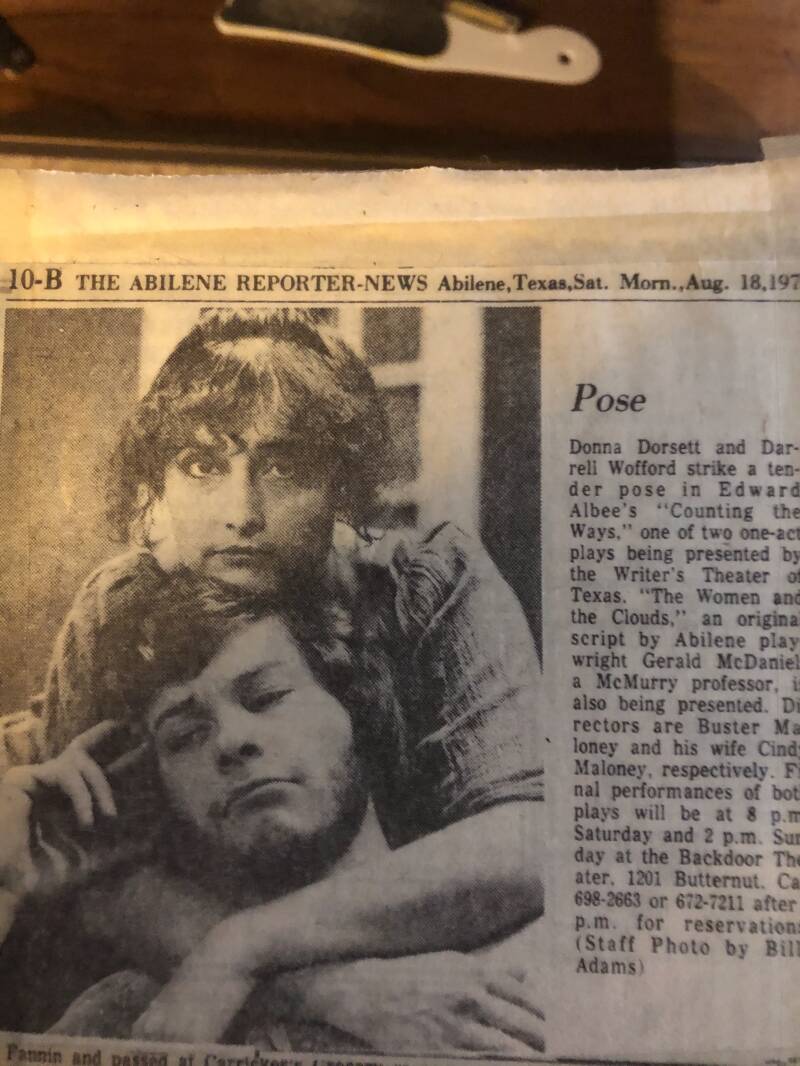 10-B THE ABILENE REPORTER-NEWS Abilene,Texas,Sat. Morn.,Aug. 18,197
Pose
Donna Dorsett and Dar-
rell Wofford strike a ten-
der pose in Edward
Albee's "Counting the
Ways," one of two one-act
plays being presented by
the Writer's Theater of
Texas. "The Women and
the Clouds," an origina
script by Abilene play
wright Gerald McDaniel
a McMurry professor, i
also being presented. Di
rectors are Buster Ma
loney and his wife Cind
Maloney, respectively. Fi
nal performances of bot
plays will be at 8 p.m
Saturday and 2 p.m. Sun
day at the Backdoor The
ater, 1201 Butternut. Ca
698-2663 or 672-7211 after
p.m. for reservation
(Staff Photo by Bill
Adams)
Fannin and passed at